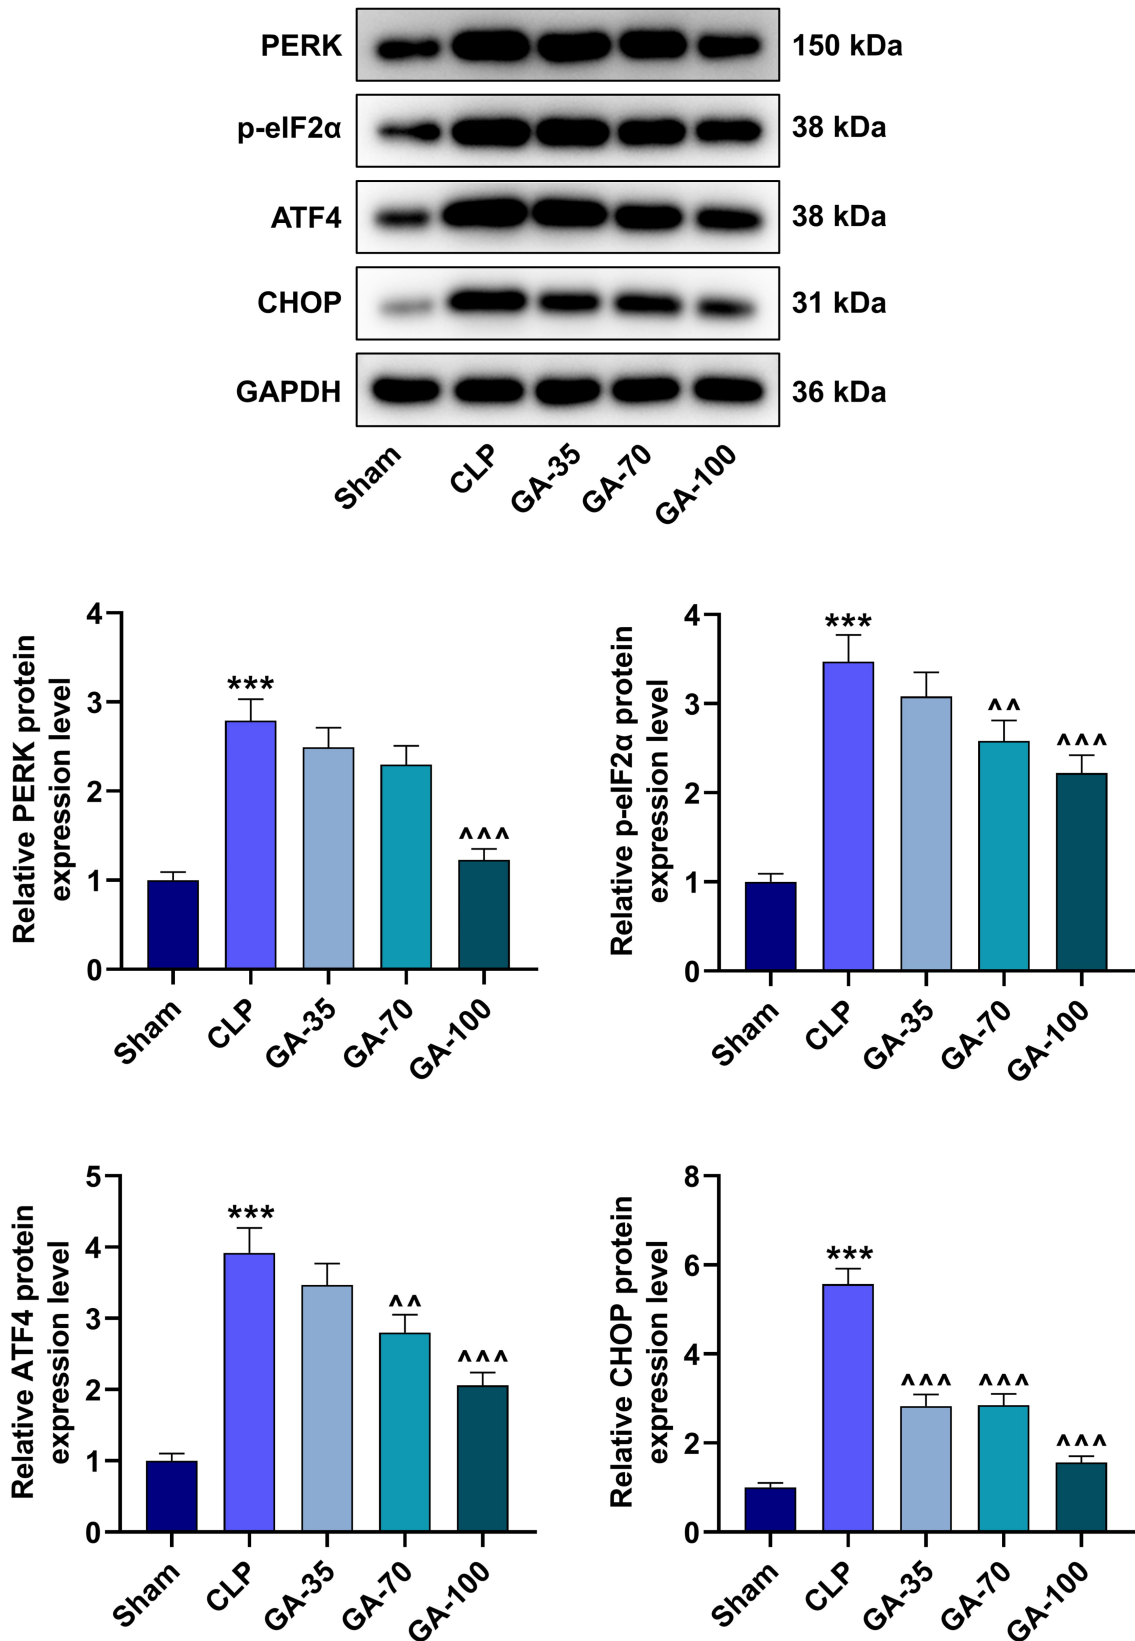 PERK 150 kDa
p-eIF2α 38 kDa
ATF4 38 kDa
CHOP 31 kDa
GAPDH 36 kDa
Sham CLP GA-35 GA-70 GA-100
Relative PERK protein
expression level
4
3
2
1
0
***
^^^
Sham CLP GA-35 GA-70 GA-100
Relative p-eIF2α protein
expression level
4
3
2
1
0
***
^^
^^^
Sham CLP GA-35 GA-70 GA-100
Relative ATF4 protein
expression level
5
4
3
2
1
0
***
^^
^^^
Sham CLP GA-35 GA-70 GA-100
Relative CHOP protein
expression level
8
6
4
2
0
***
^^^ ^^^
^^^
Sham CLP GA-35 GA-70 GA-100